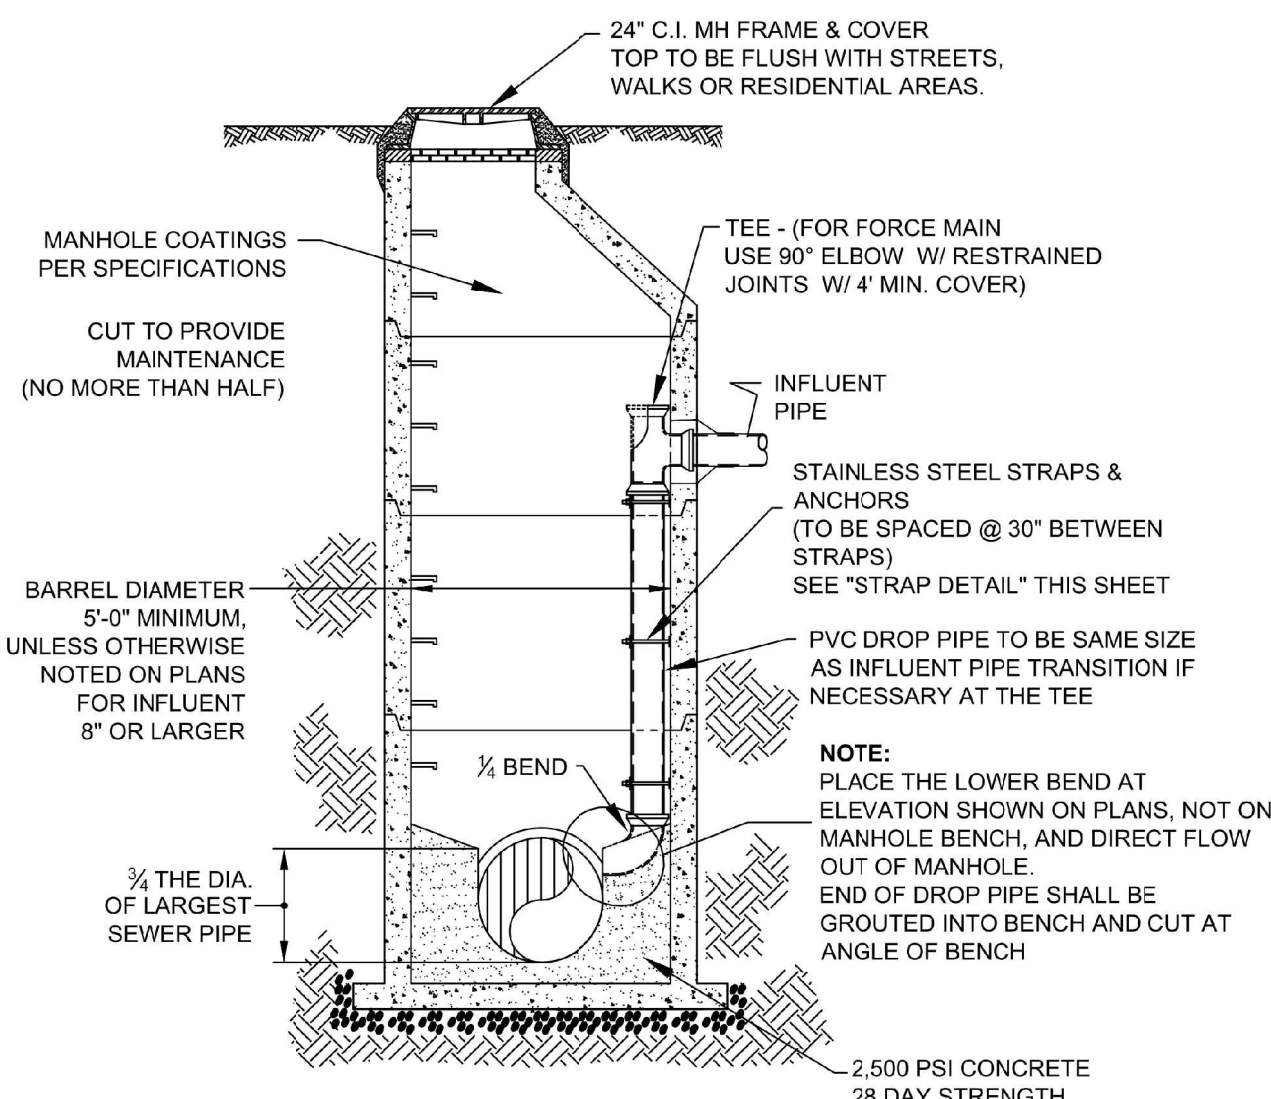 24" C.I. MH FRAME & COVER
TOP TO BE FLUSH WITH STREETS,
WALKS OR RESIDENTIAL AREAS.
MANHOLE COATINGS
PER SPECIFICATIONS
TEE - (FOR FORCE MAIN
USE 90° ELBOW W/ RESTRAINED
JOINTS W/ 4' MIN. COVER)
CUT TO PROVIDE
MAINTENANCE
(NO MORE THAN HALF)
INFLUENT
PIPE
STAINLESS STEEL STRAPS &
ANCHORS
(TO BE SPACED @ 30" BETWEEN
STRAPS)
SEE "STRAP DETAIL" THIS SHEET
BARREL DIAMETER
5'-0" MINIMUM,
UNLESS OTHERWISE
NOTED ON PLANS
FOR INFLUENT
8" OR LARGER
PVC DROP PIPE TO BE SAME SIZE
AS INFLUENT PIPE TRANSITION IF
NECESSARY AT THE TEE
¼ BEND
NOTE:
PLACE THE LOWER BEND AT
ELEVATION SHOWN ON PLANS, NOT ON
MANHOLE BENCH, AND DIRECT FLOW
OUT OF MANHOLE.
END OF DROP PIPE SHALL BE
GROUTED INTO BENCH AND CUT AT
ANGLE OF BENCH
¾ THE DIA.
OF LARGEST
SEWER PIPE
2,500 PSI CONCRETE
28 DAY STRENGTH